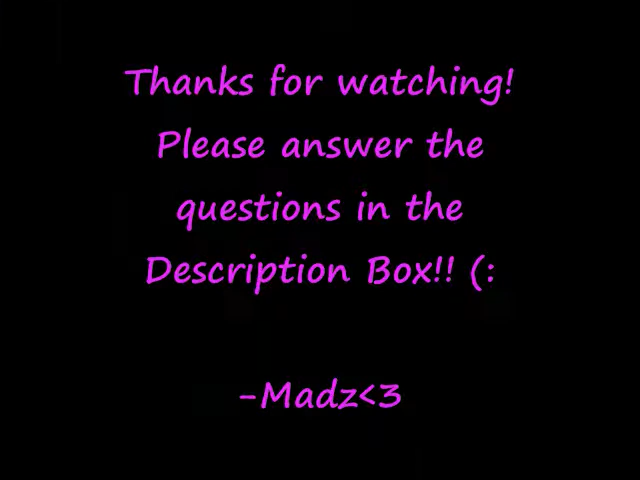 Thanks for watching!
Please answer the
questions in the
Description Box!! (:
-Madz<3